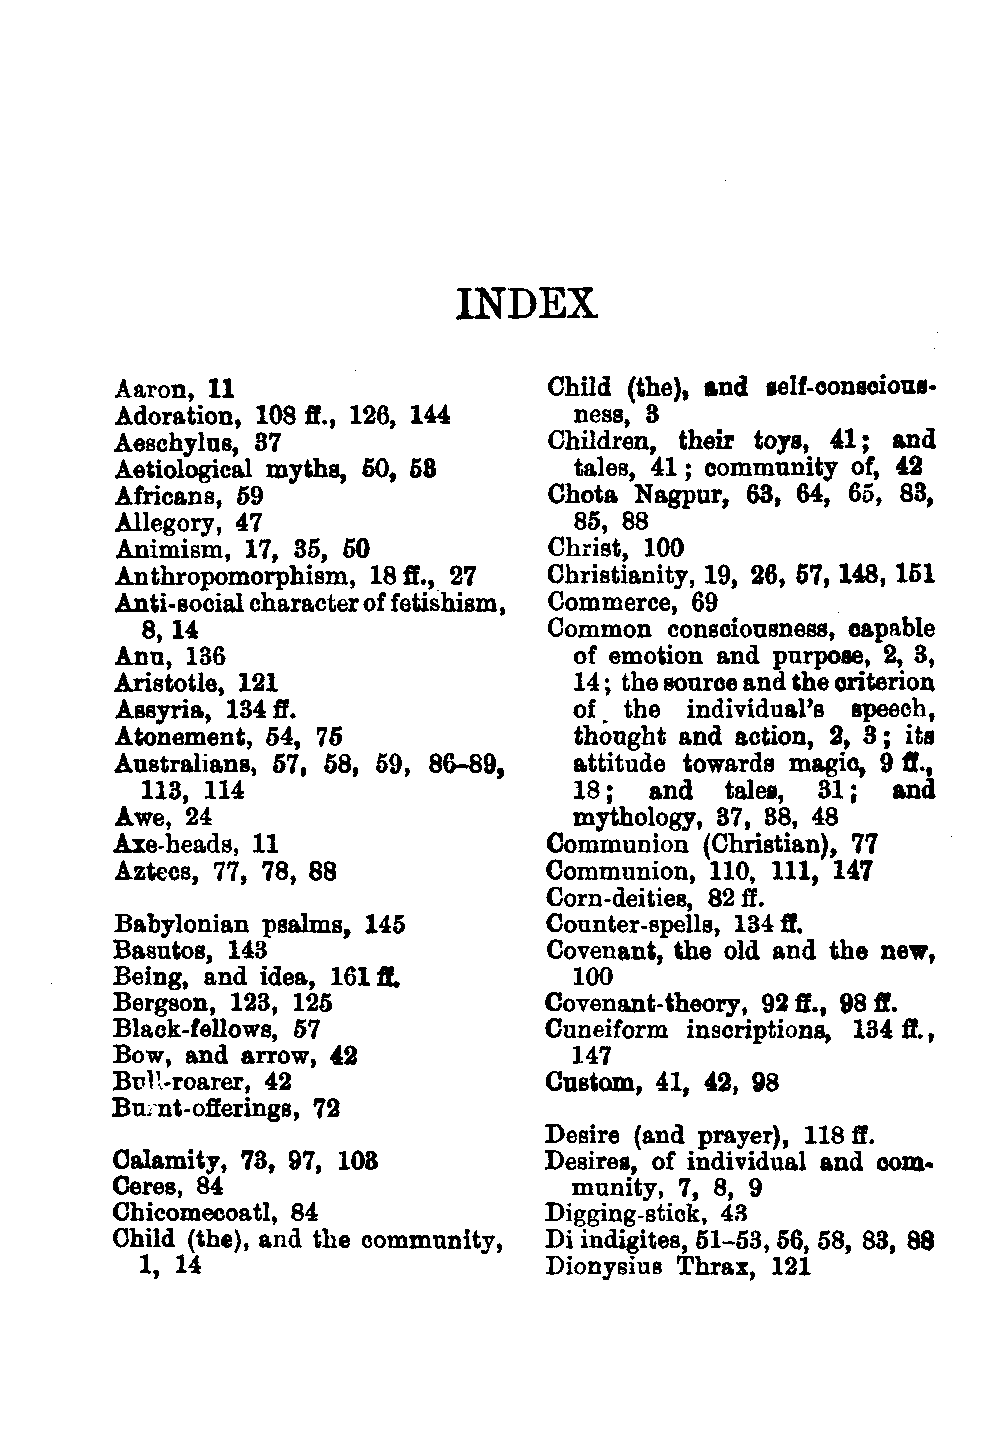 INDEX
Aaron, 11
Adoration, 108 ff., 126, 144
Aeschylus, 37
Aetiological myths, 50, 53
Africans, 59
Allegory, 47
Animism, 17, 35, 50
Anthropomorphism, 18 ff., 27
Anti-social character of fetishism,
8, 14
Anu, 136
Aristotle, 121
Assyria, 134 ff.
Atonement, 54, 75
Australians, 57, 58, 59, 86–89,
113, 114
Awe, 24
Axe-heads, 11
Aztecs, 77, 78, 88
Babylonian psalms, 145
Basutos, 143
Being, and idea, 161 ff.
Bergson, 123, 125
Black-fellows, 57
Bow, and arrow, 42
Bull-roarer, 42
Burnt-offerings, 72
Calamity, 73, 97, 103
Ceres, 84
Chicomecoatl, 84
Child (the), and the community,
1, 14
Child (the), and self-conscious-
ness, 3
Children, their toys, 41; and
tales, 41; community of, 42
Chota Nagpur, 63, 64, 65, 83,
85, 88
Christ, 100
Christianity, 19, 26, 57, 148, 151
Commerce, 69
Common consciousness, capable
of emotion and purpose, 2, 3,
14; the source and the criterion
of the individual's speech,
thought and action, 2, 3; its
attitude towards magic, 9 ff.,
18; and tales, 31; and
mythology, 37, 38, 48
Communion (Christian), 77
Communion, 110, 111, 147
Corn-deities, 82 ff.
Counter-spells, 134 ff.
Covenant, the old and the new,
100
Covenant-theory, 92 ff., 98 ff.
Cuneiform inscriptions, 134 ff.,
147
Custom, 41, 42, 98
Desire (and prayer), 118 ff.
Desires, of individual and com-
munity, 7, 8, 9
Digging-stick, 43
Di indigites, 51–53, 56, 58, 83, 88
Dionysius Thrax, 121